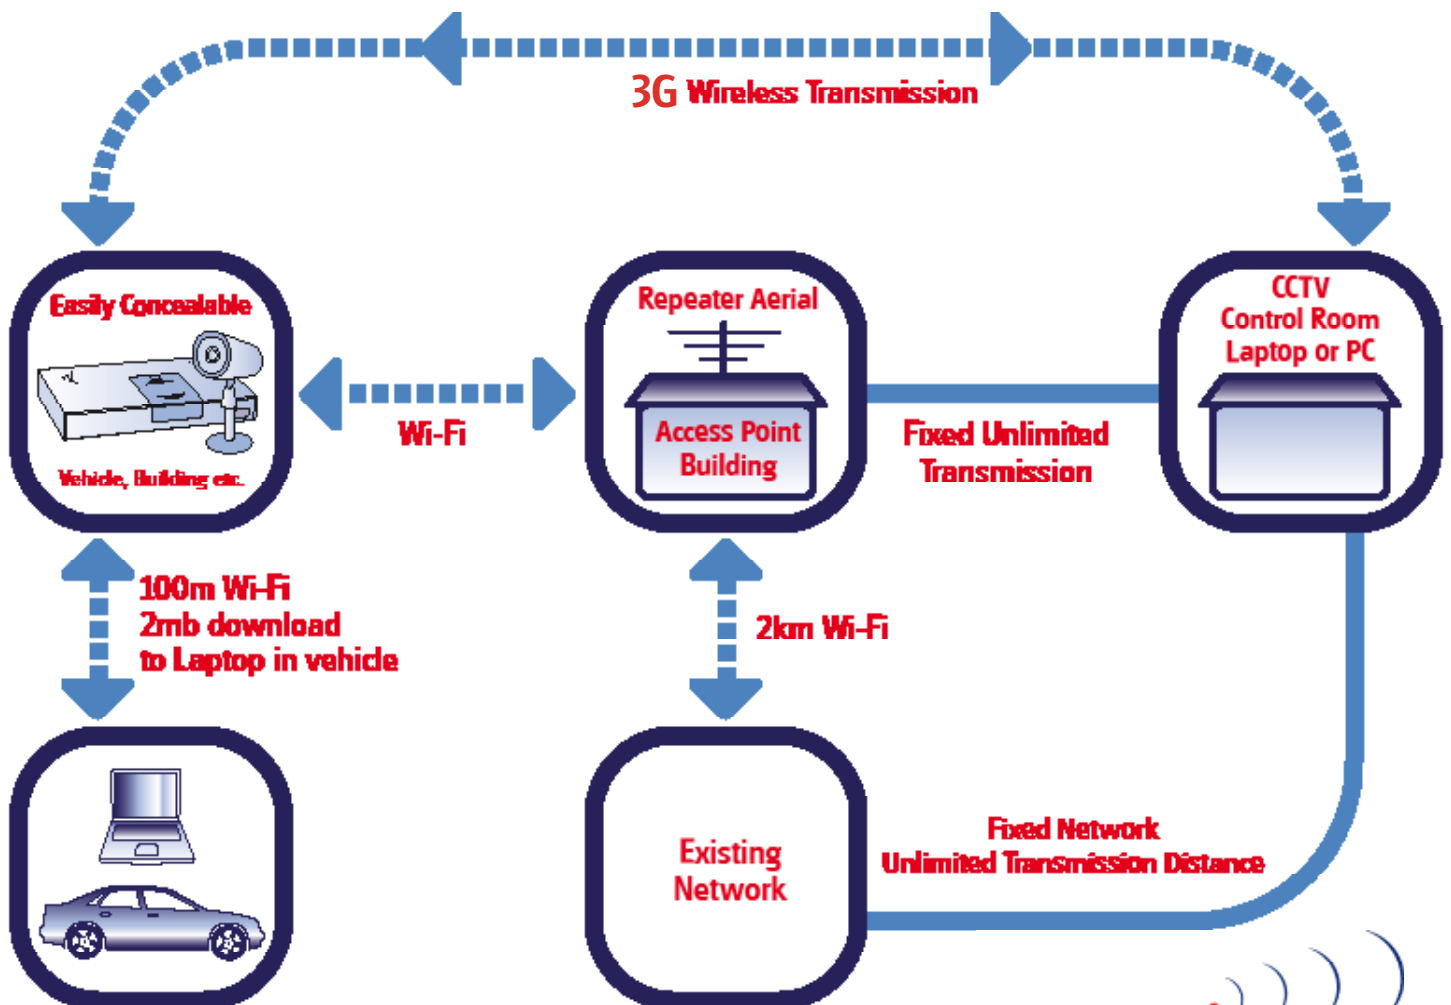 3G Wireless Transmission
Easily Concealable
Vehicle, Building etc.
Wi-Fi
Repeater Aerial
Access Point
Building
Fixed Unlimited
Transmission
CCTV
Control Room
Laptop or PC
100m Wi-Fi
2mb download
to Laptop in vehicle
2km Wi-Fi
Existing
Network
Fixed Network
Unlimited Transmission Distance